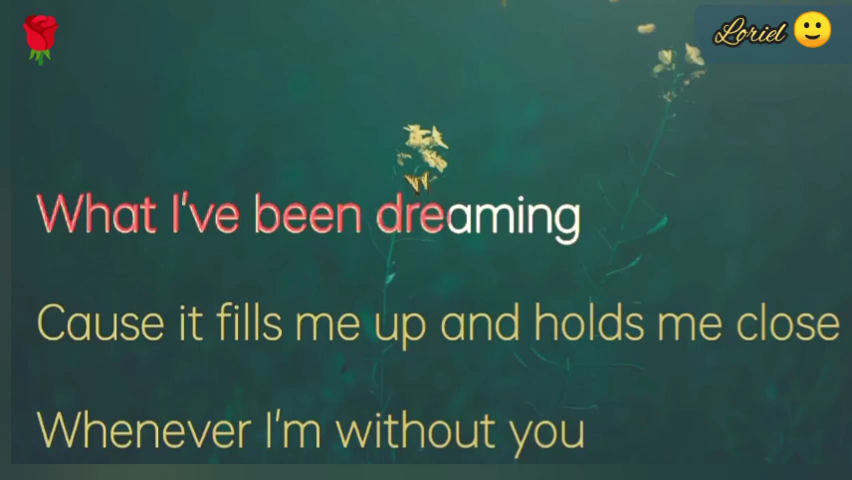 Loriel
What I've been dreaming
Cause it fills me up and holds me close
Whenever I'm without you